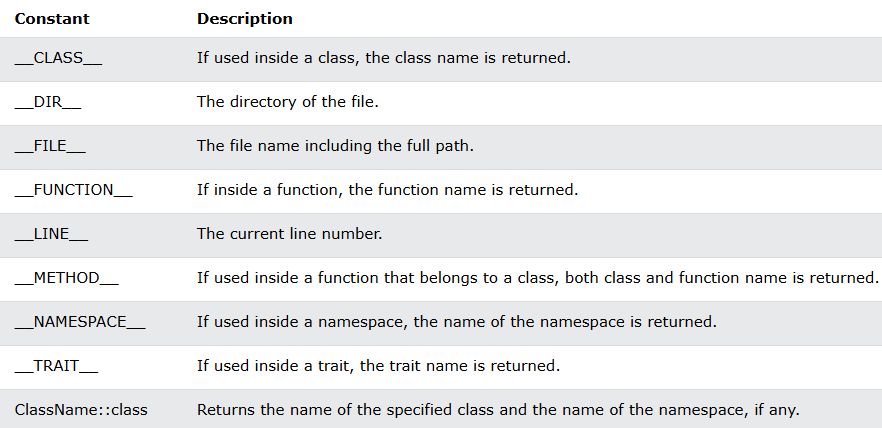 Constant Description
__CLASS__ If used inside a class, the class name is returned.
__DIR__ The directory of the file.
__FILE__ The file name including the full path.
__FUNCTION__ If inside a function, the function name is returned.
__LINE__ The current line number.
__METHOD__ If used inside a function that belongs to a class, both class and function name is returned.
__NAMESPACE__ If used inside a namespace, the name of the namespace is returned.
__TRAIT__ If used inside a trait, the trait name is returned.
ClassName::class Returns the name of the specified class and the name of the namespace, if any.